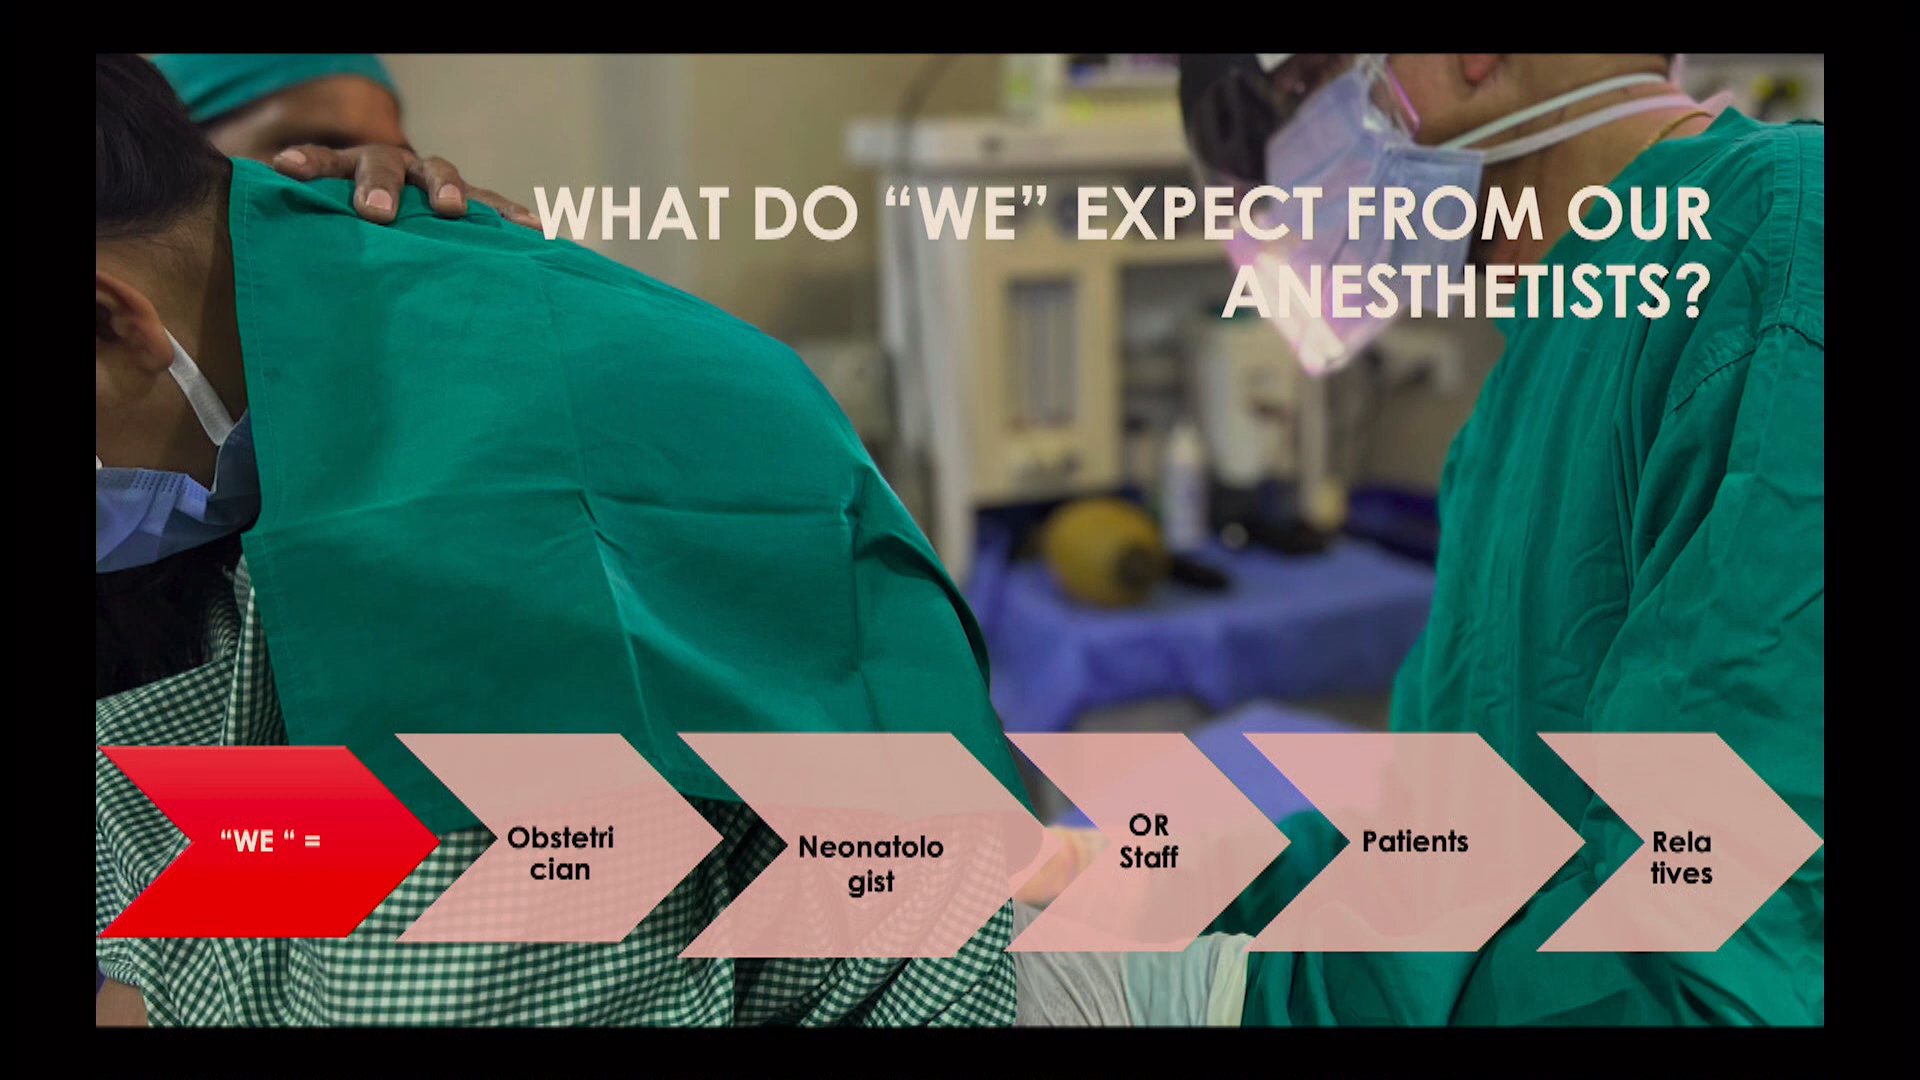 WHAT DO “WE” EXPECT FROM OUR
ANESTHETISTS?
“WE “ =
Obstetri
cian
Neonatolo
gist
OR
Staff
Patients
Rela
tives